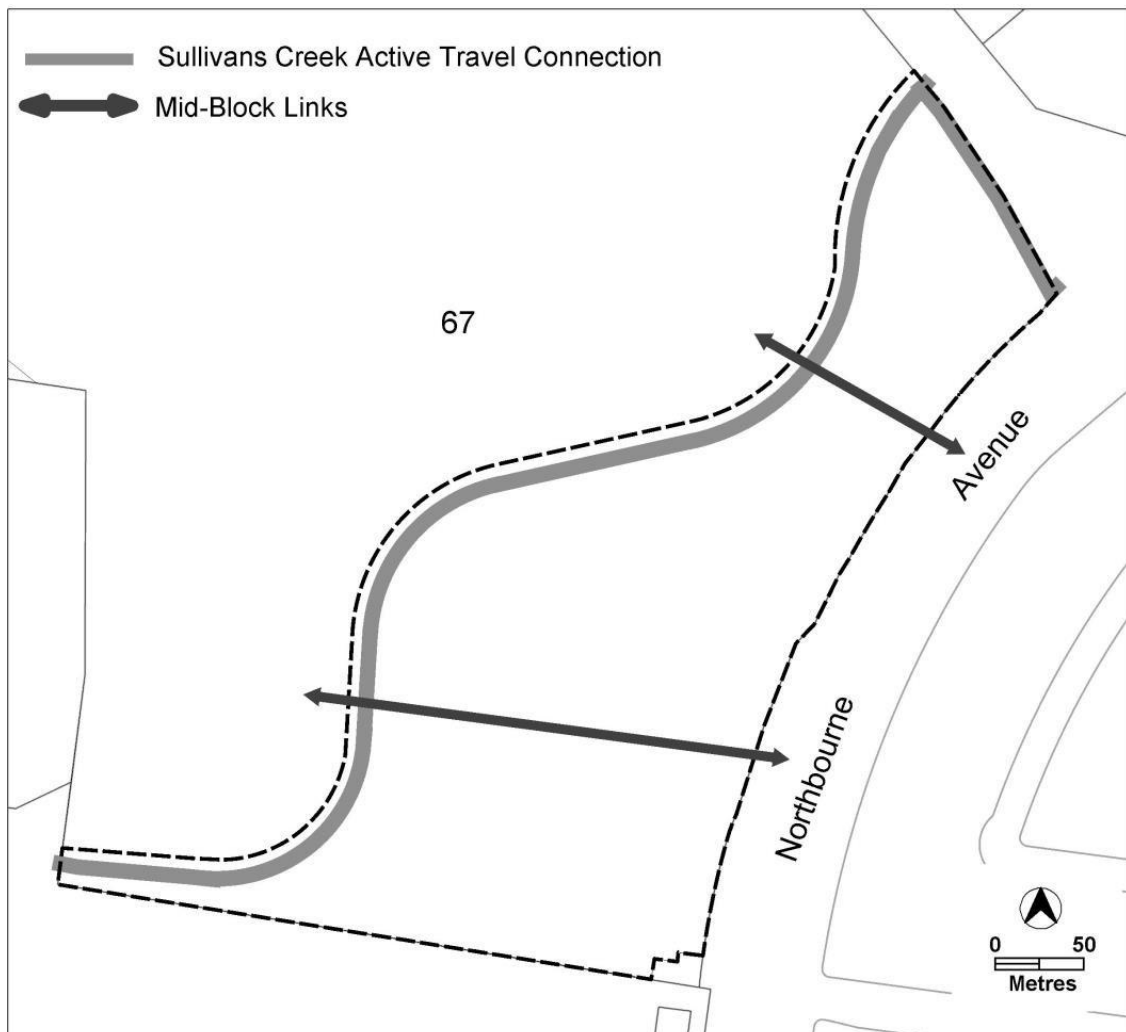 Sullivans Creek Active Travel Connection
Mid-Block Links
67
Avenue
Northbourne
0 50
Metres